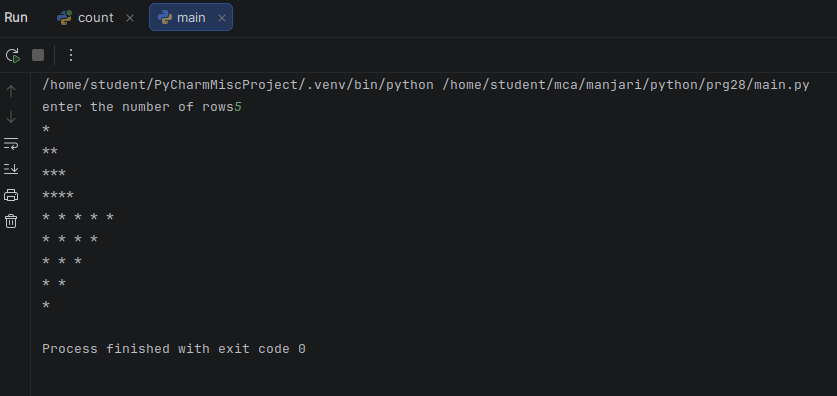 Run count × main ×
/home/student/PyCharmMiscProject/.venv/bin/python /home/student/mca/manjari/python/prg28/main.py
enter the number of rows5
*
**
***
****
* * * * *
* * * *
* * *
* *
*
Process finished with exit code 0